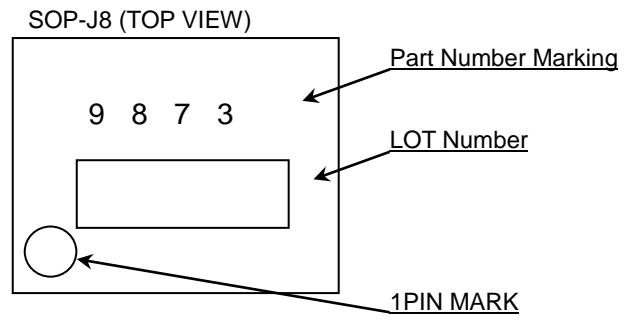 SOP-J8 (TOP VIEW)
Part Number Marking
9 8 7 3
LOT Number
1PIN MARK